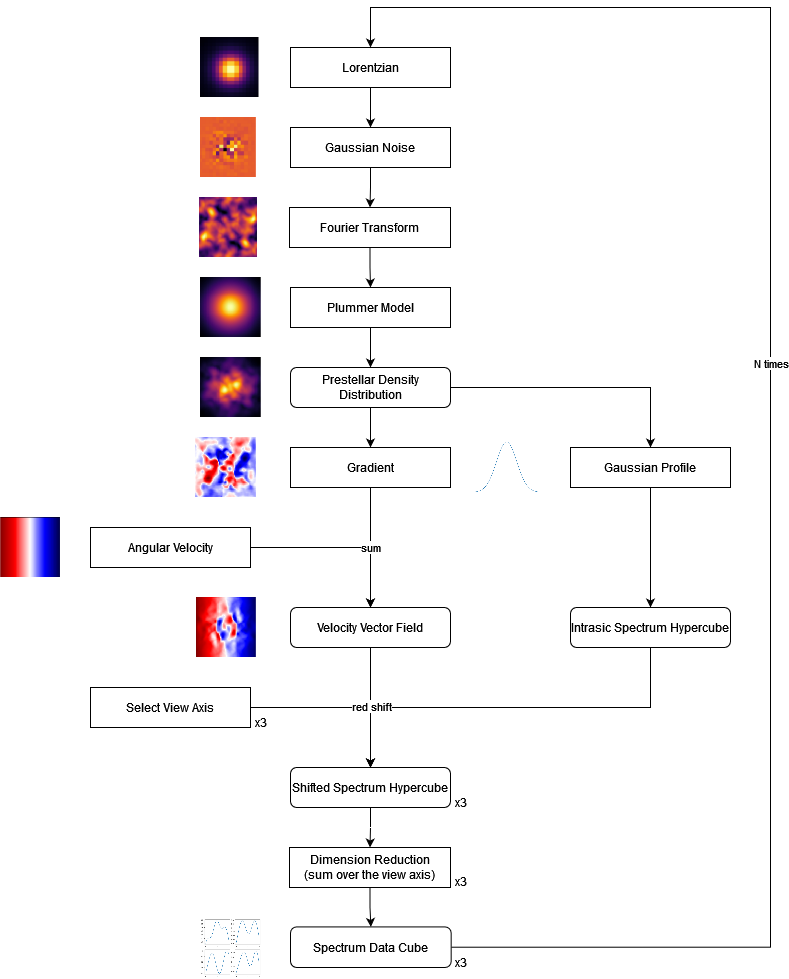 Lorentzian
Gaussian Noise
Fourier Transform
Plummer Model
N times
Prestellar Density
Distribution
Gradient
Gaussian Profile
Angular Velocity
sum
Velocity Vector Field
Intrasic Spectrum Hypercube
Select View Axis
x3
red shift
Shifted Spectrum Hypercube
x3
Dimension Reduction
(sum over the view axis)
x3
Spectrum Data Cube
x3